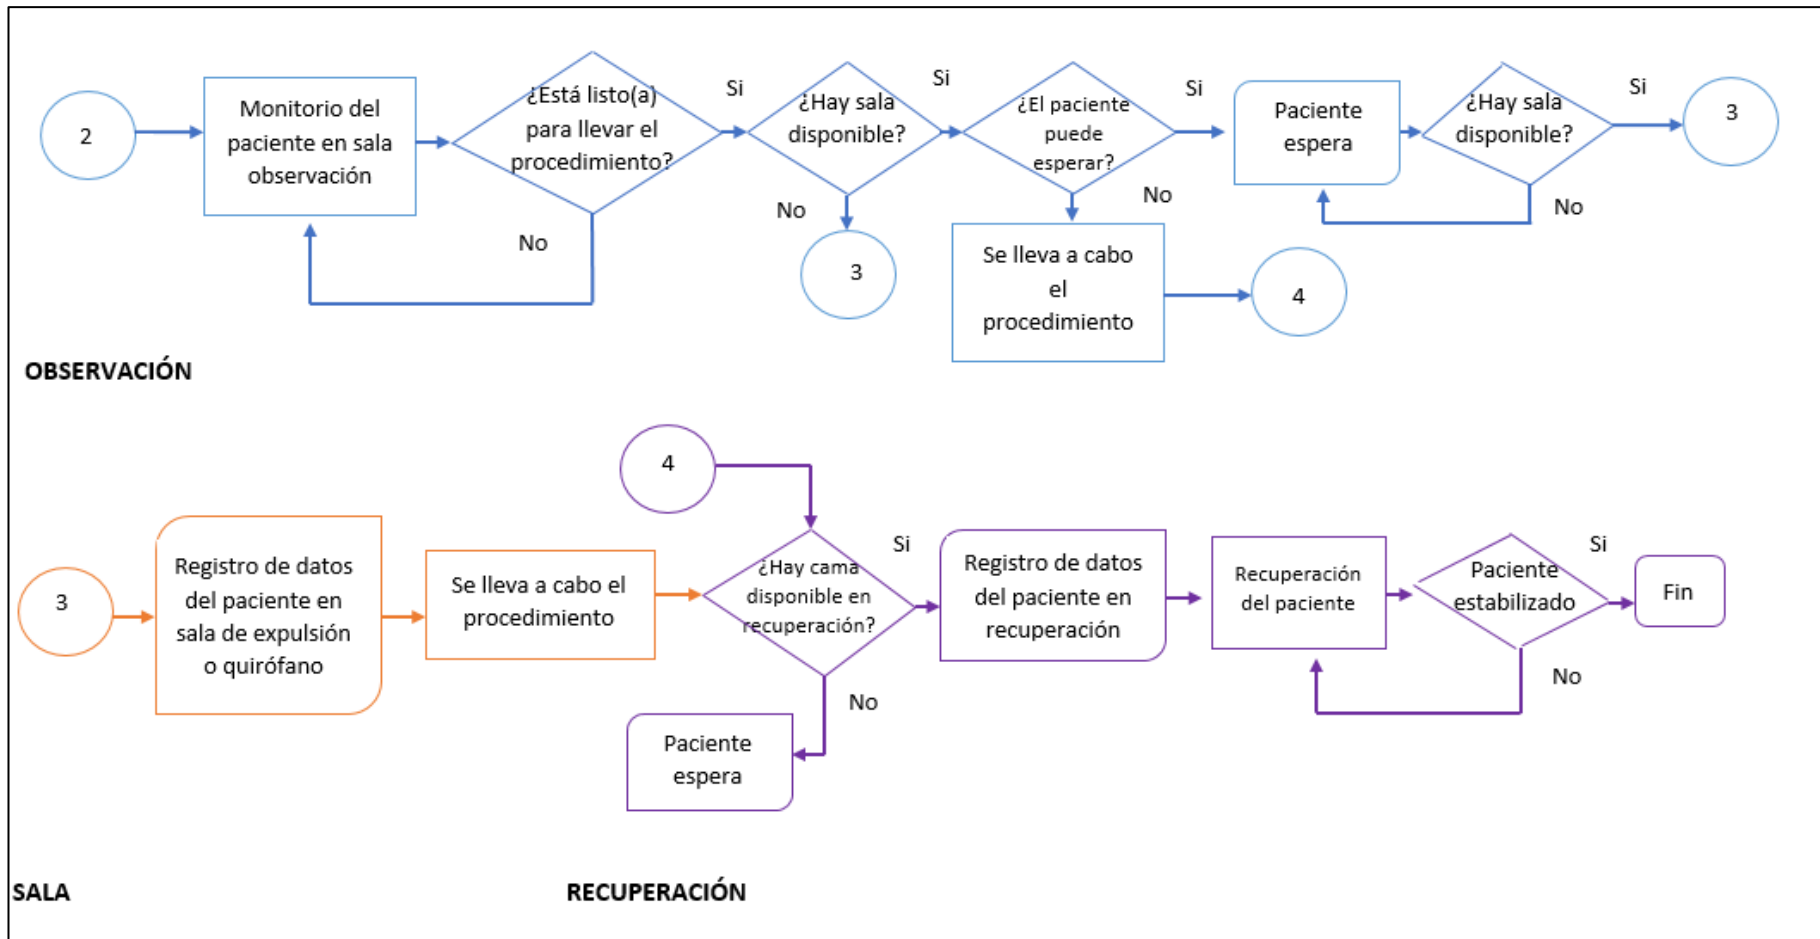 2
Monitorio del
paciente en sala
observación
¿Está listo(a)
para llevar el
procedimiento?
Si
No
¿Hay sala
disponible?
Si
No
3
¿El paciente
puede
esperar?
Si
No
Se lleva a cabo
el
procedimiento
4
Paciente
espera
¿Hay sala
disponible?
Si
No
3
OBSERVACIÓN
3
Registro de datos
del paciente en
sala de expulsión
o quirófano
Se lleva a cabo el
procedimiento
4
¿Hay cama
disponible en
recuperación?
Si
No
Paciente
espera
Registro de datos
del paciente en
recuperación
Recuperación
del paciente
Paciente
estabilizado
Si
No
Fin
SALA
RECUPERACIÓN